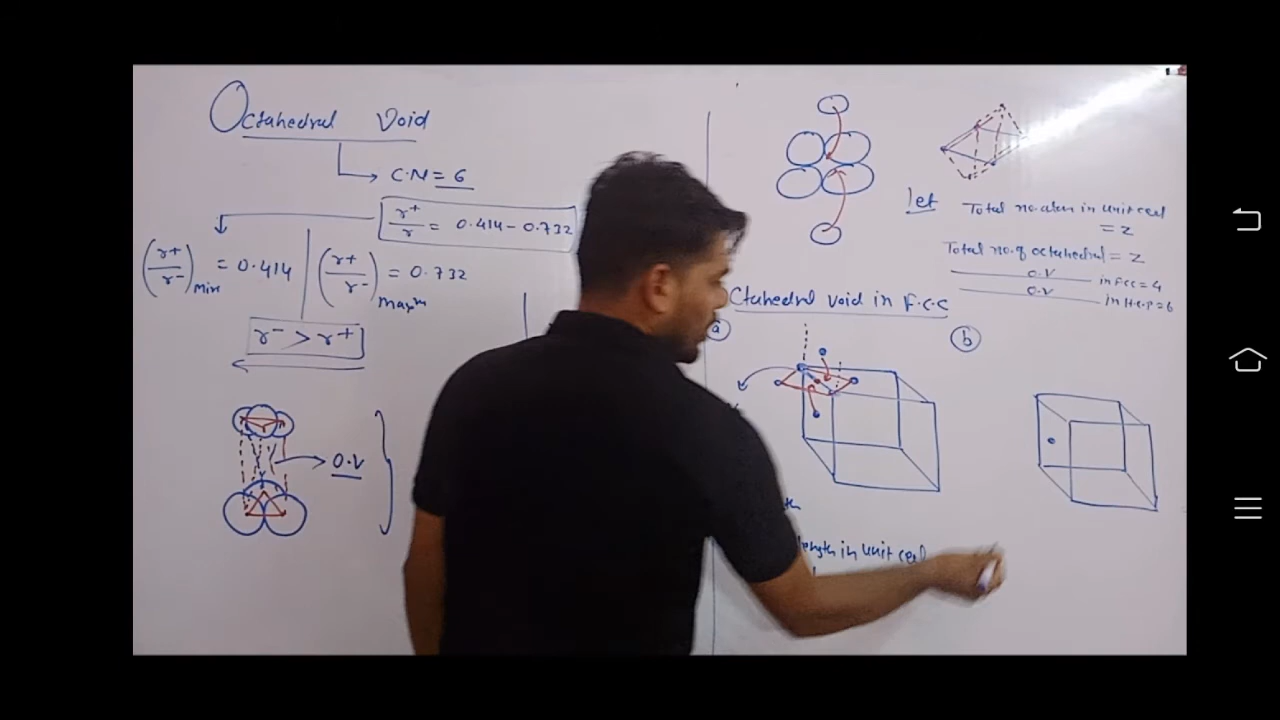 Octahedral Void
C.N = 6
r+/r = 0.414 - 0.732
(r+/r-) Min = 0.414
(r+/r-) Maxm = 0.732
r- > r+
O.V
let Total no. atom in unit cell
= Z
Total no. of octahedral = Z
O.V in FCC = 4
O.V in H.C.P = 6
Octahedral void in F.C.C
a
b
length in unit cell